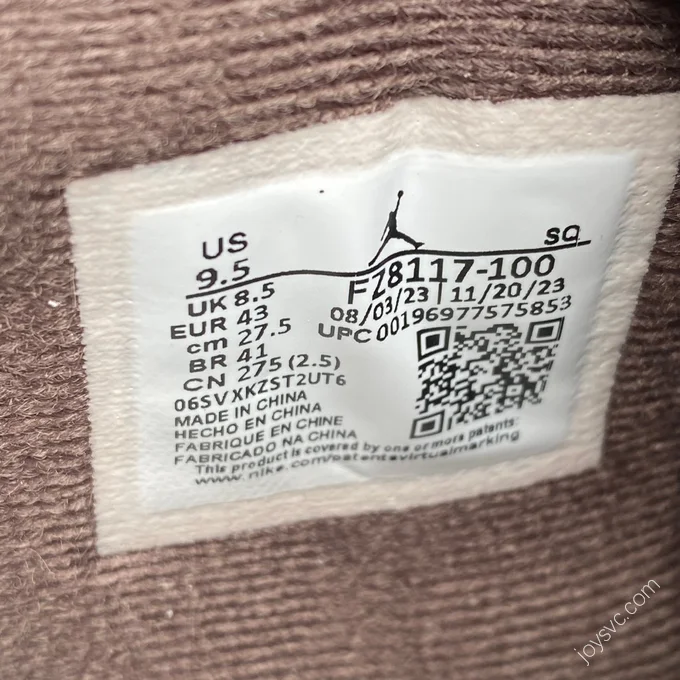 US
9.5
UK 8.5
EUR 43
cm 27.5
BR 41
CN 275 (2.5)
06SVXKZST2UT6
MADE IN CHINA
HECHO EN CHINA
FABRIQUE EN CHINE
FABRICADO NA CHINA
SQ
FZ8117-100
08/03/23 | 11/20/23
UPC 00196977575853
This product is covered by one or more patents:
www.nike.com/patentsvirtualmarking
joysvc.com